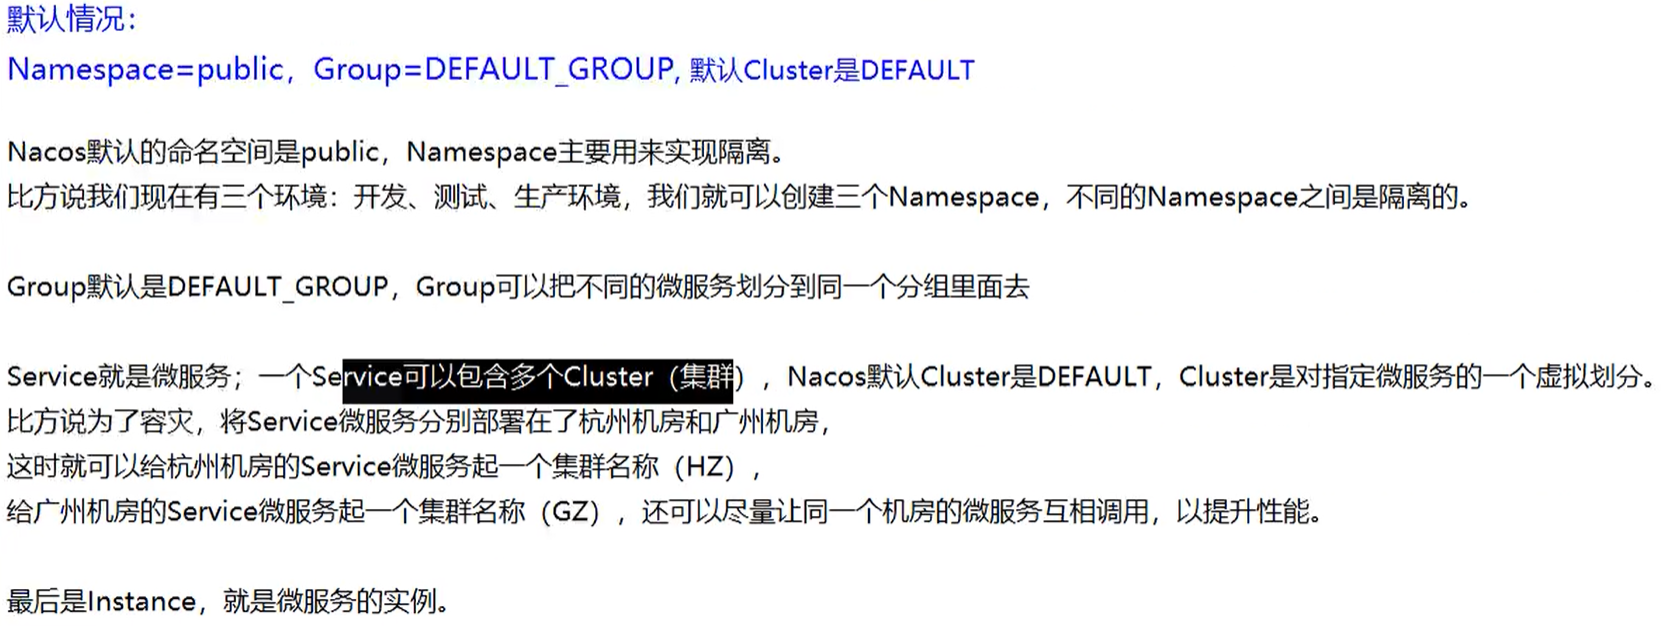 默认情况：
Namespace=public，Group=DEFAULT_GROUP, 默认Cluster是DEFAULT
Nacos默认的命名空间是public，Namespace主要用来实现隔离。
比方说我们现在有三个环境：开发、测试、生产环境，我们就可以创建三个Namespace，不同的Namespace之间是隔离的。
Group默认是DEFAULT_GROUP，Group可以把不同的微服务划分到同一个分组里面去
Service就是微服务；一个Service可以包含多个Cluster（集群），Nacos默认Cluster是DEFAULT，Cluster是对指定微服务的一个虚拟划分。
比方说为了容灾，将Service微服务分别部署在了杭州机房和广州机房，
这时就可以给杭州机房的Service微服务起一个集群名称（HZ），
给广州机房的Service微服务起一个集群名称（GZ），还可以尽量让同一个机房的微服务互相调用，以提升性能。
最后是Instance，就是微服务的实例。